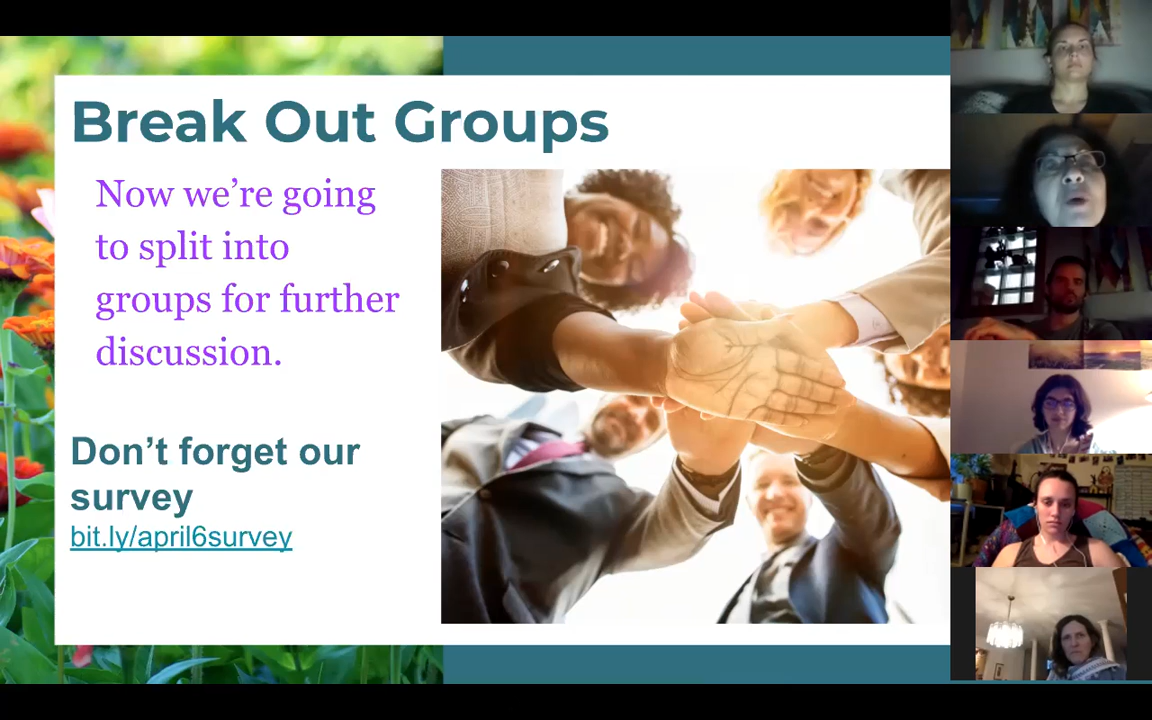 Break Out Groups
Now we’re going
to split into
groups for further
discussion.
Don’t forget our
survey
bit.ly/april6survey